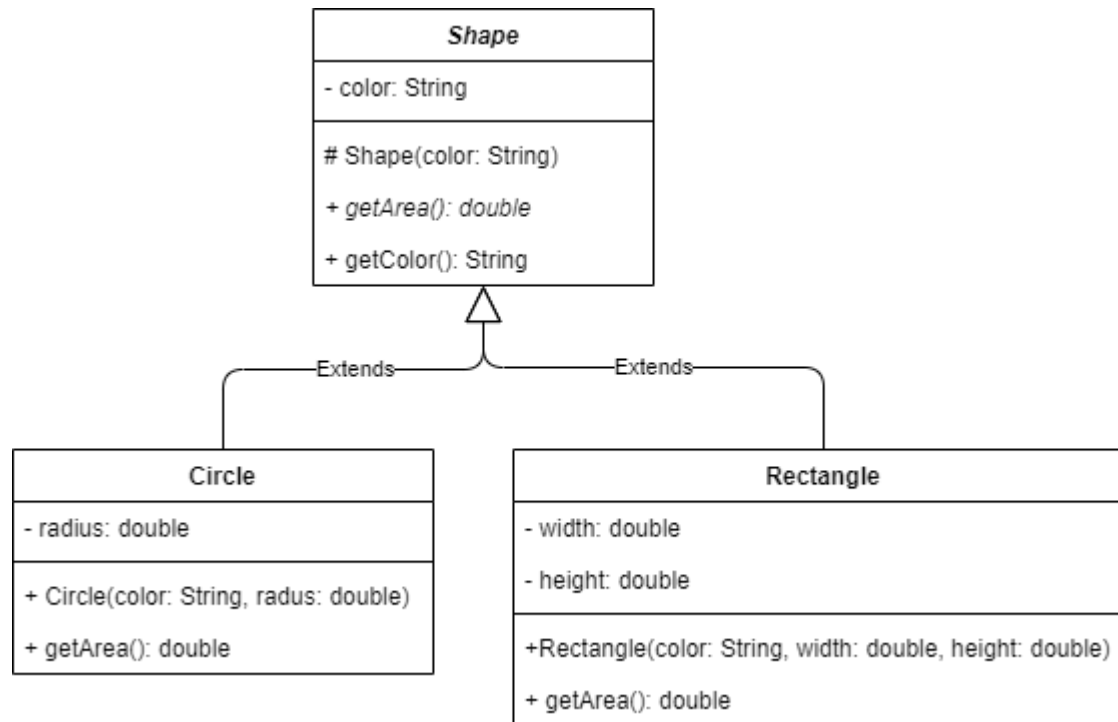 Shape
- color: String
# Shape(color: String)
+ getArea(): double
+ getColor(): String
Extends
Extends
Circle
- radius: double
+ Circle(color: String, radus: double)
+ getArea(): double
Rectangle
- width: double
- height: double
+Rectangle(color: String, width: double, height: double)
+ getArea(): double